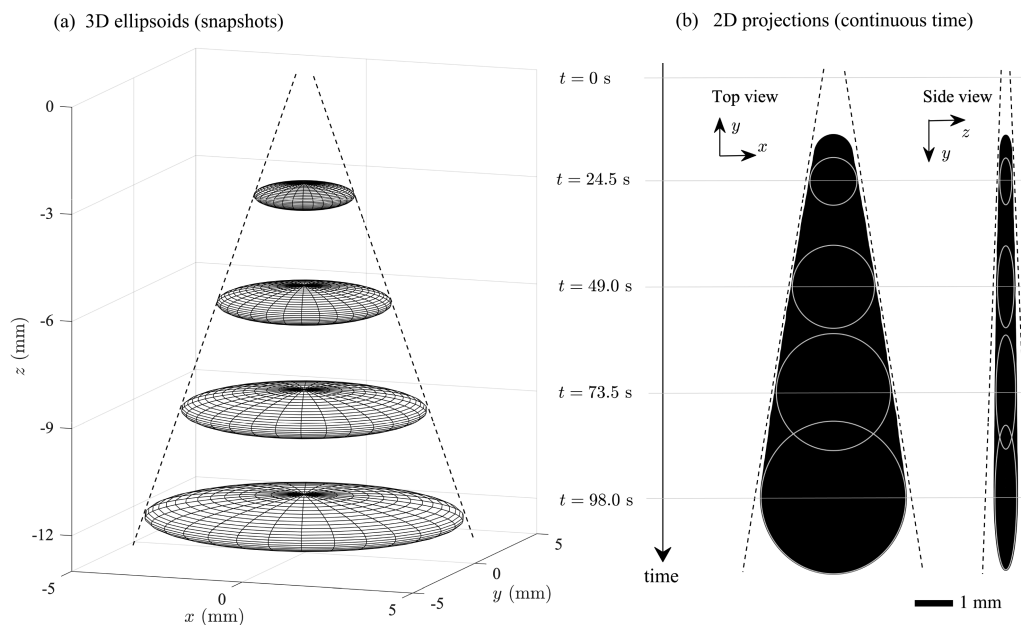 (a) 3D ellipsoids (snapshots)
(b) 2D projections (continuous time)
0
-3
-6
-9
-12
z (mm)
-5
0
5
x (mm)
-5
0
5
y (mm)
t = 0 s
t = 24.5 s
t = 49.0 s
t = 73.5 s
t = 98.0 s
time
Top view
y
x
Side view
z
y
1 mm